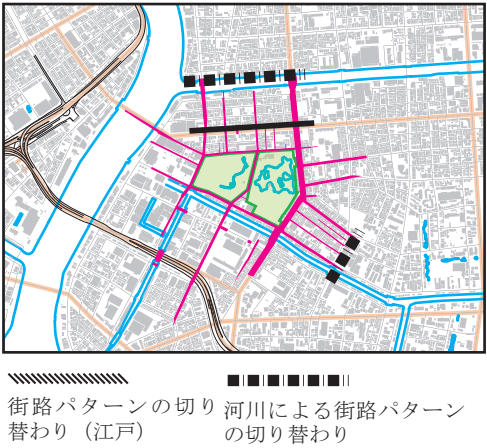 街路パターンの切り
替わり（江戸）
河川による街路パターン
の切り替わり